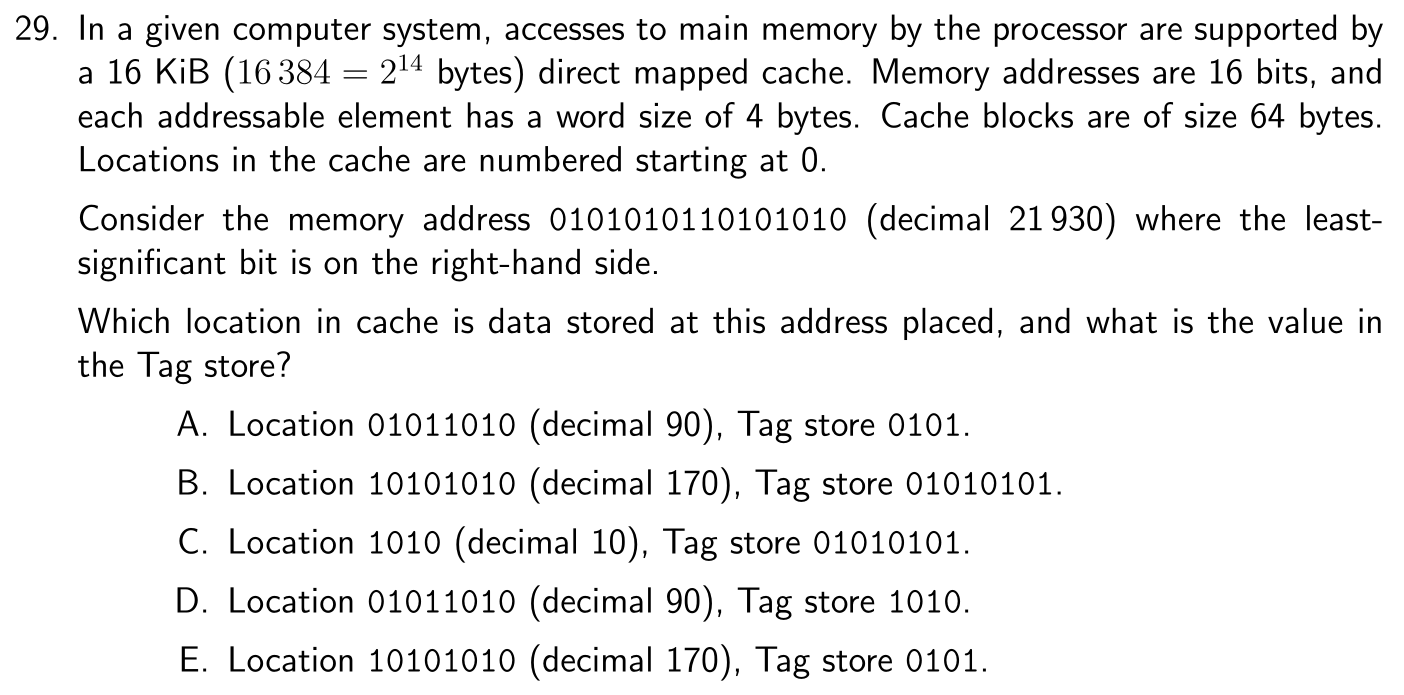 29. In a given computer system, accesses to main memory by the processor are supported by
a 16 KiB (16 384 = 2^14 bytes) direct mapped cache. Memory addresses are 16 bits, and
each addressable element has a word size of 4 bytes. Cache blocks are of size 64 bytes.
Locations in the cache are numbered starting at 0.
Consider the memory address 0101010110101010 (decimal 21 930) where the least-
significant bit is on the right-hand side.
Which location in cache is data stored at this address placed, and what is the value in
the Tag store?
A. Location 01011010 (decimal 90), Tag store 0101.
B. Location 10101010 (decimal 170), Tag store 01010101.
C. Location 1010 (decimal 10), Tag store 01010101.
D. Location 01011010 (decimal 90), Tag store 1010.
E. Location 10101010 (decimal 170), Tag store 0101.